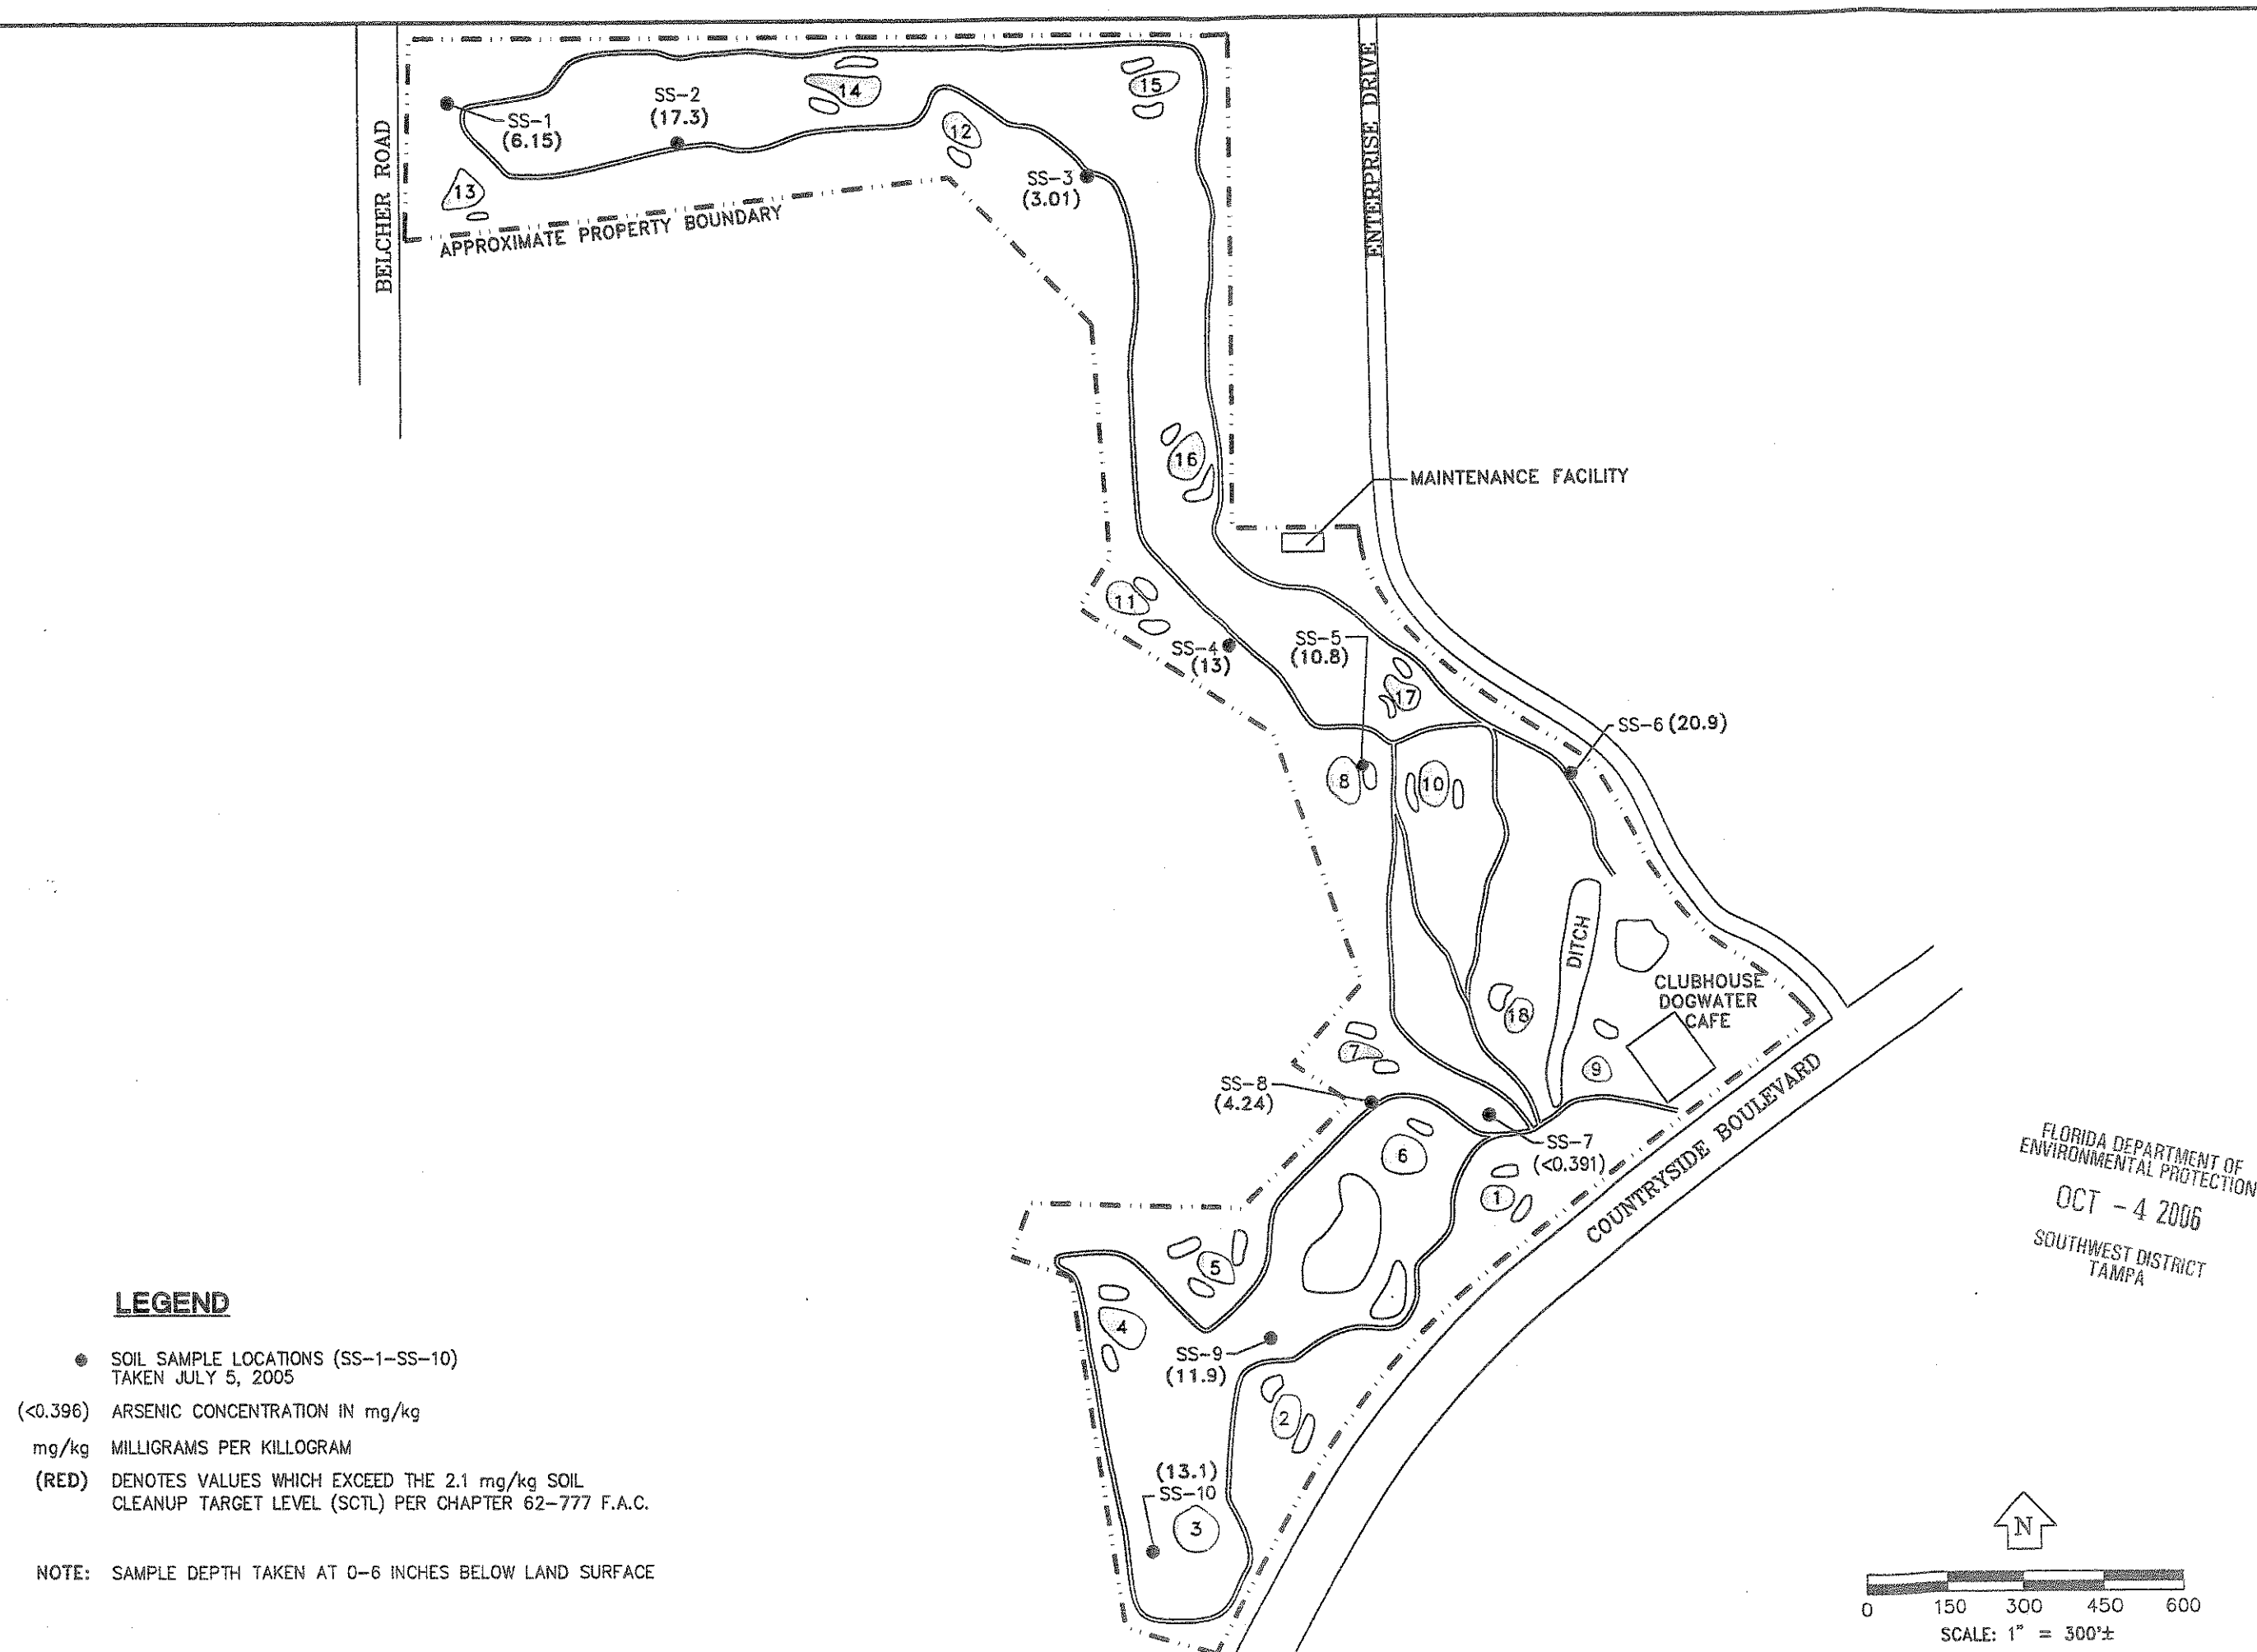 BELCHER ROAD
ENTERPRISE DRIVE
SS-1
(6.15)
SS-2
(17.3)
14
15
12
13
SS-3
(3.01)
APPROXIMATE PROPERTY BOUNDARY
16
MAINTENANCE FACILITY
11
SS-4
(13)
SS-5
(10.8)
17
SS-6 (20.9)
8
10
DITCH
CLUBHOUSE
DOGWATER
CAFE
18
7
9
SS-8
(4.24)
SS-7
(<0.391)
6
1
COUNTRYSIDE BOULEVARD
5
4
SS-9
(11.9)
2
(13.1)
SS-10
3
FLORIDA DEPARTMENT OF
ENVIRONMENTAL PROTECTION
OCT - 4 2006
SOUTHWEST DISTRICT
TAMPA
LEGEND
SOIL SAMPLE LOCATIONS (SS-1-SS-10)
TAKEN JULY 5, 2005
(<0.396) ARSENIC CONCENTRATION IN mg/kg
mg/kg MILLIGRAMS PER KILLOGRAM
(RED) DENOTES VALUES WHICH EXCEED THE 2.1 mg/kg SOIL
CLEANUP TARGET LEVEL (SCTL) PER CHAPTER 62-777 F.A.C.
NOTE: SAMPLE DEPTH TAKEN AT 0-6 INCHES BELOW LAND SURFACE
N
0 150 300 450 600
SCALE: 1" = 300'±